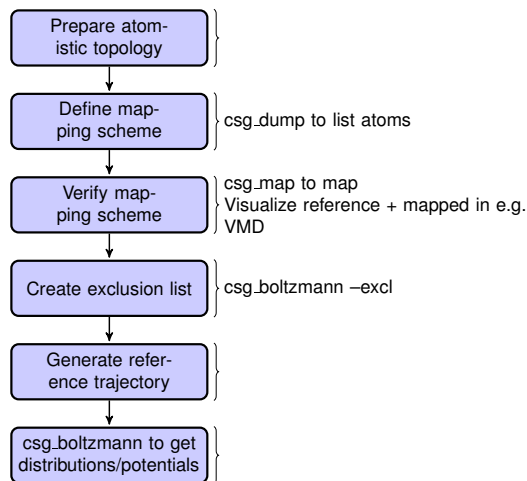 Prepare atom-
istic topology
Define map-
ping scheme
csg_dump to list atoms
Verify map-
ping scheme
csg_map to map
Visualize reference + mapped in e.g.
VMD
Create exclusion list
csg_boltzmann –excl
Generate refer-
ence trajectory
csg_boltzmann to get
distributions/potentials